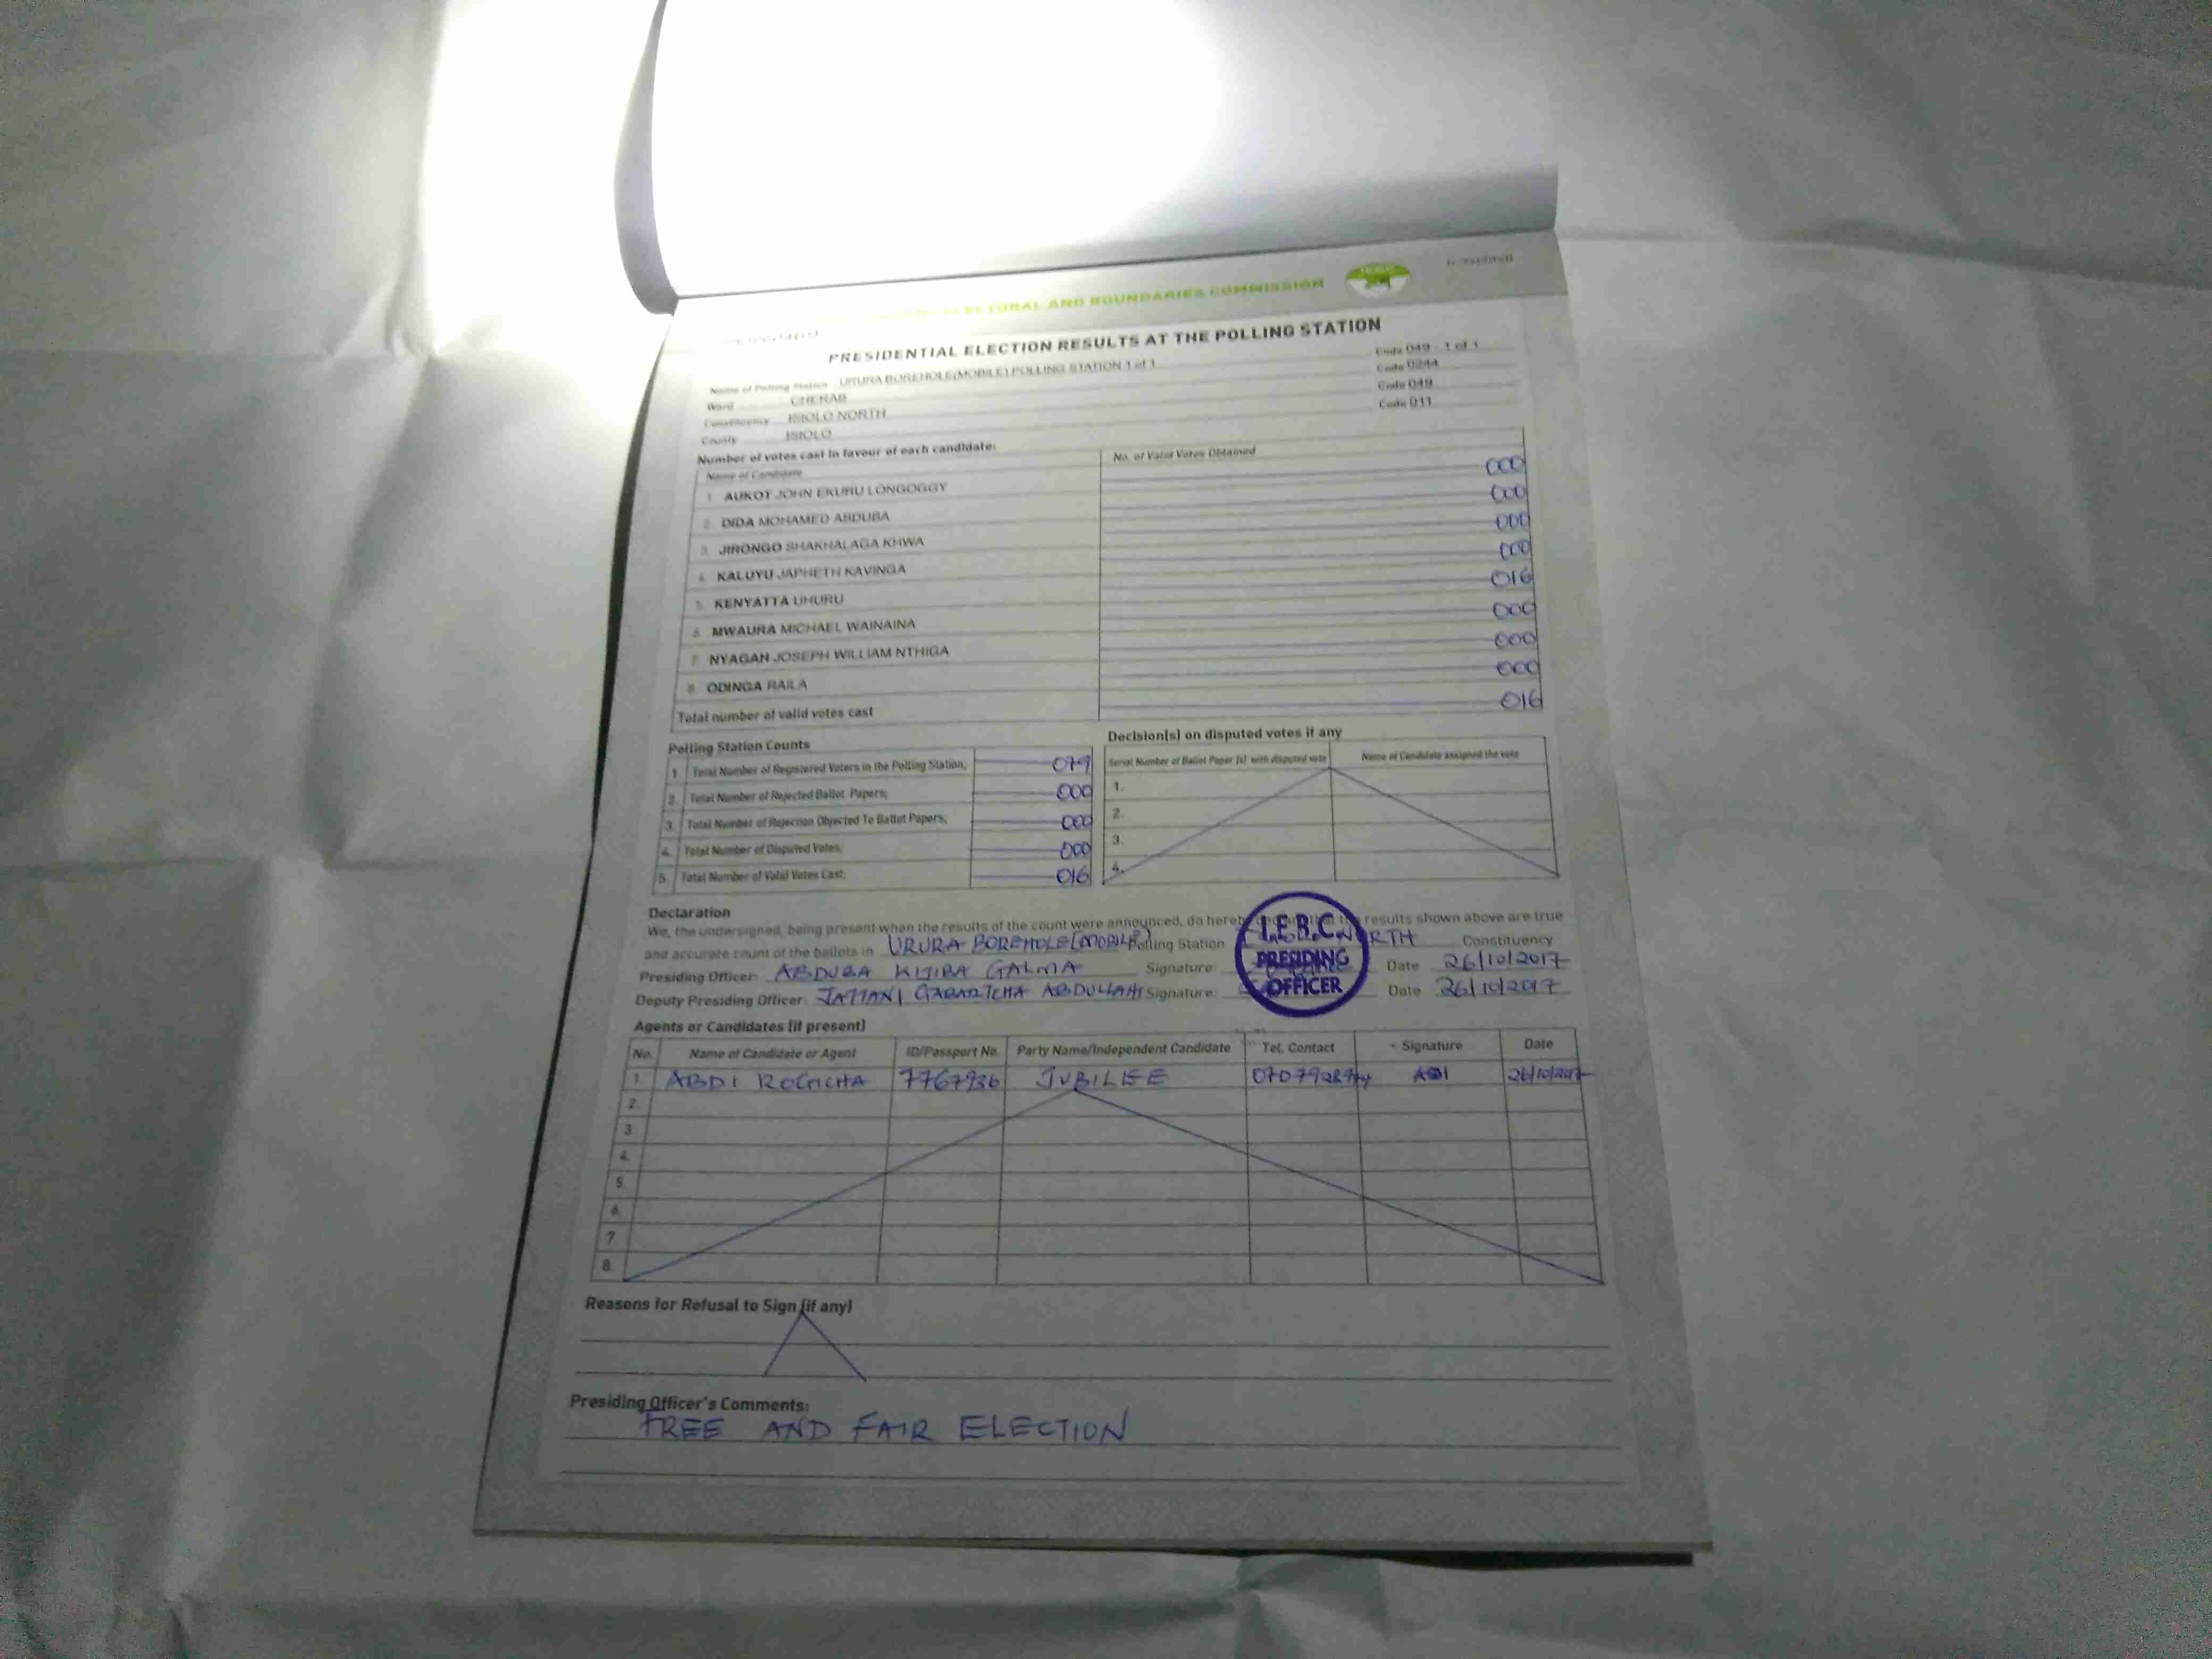 ELECTORAL AND BOUNDARIES COMMISSION
PRESIDENTIAL ELECTION RESULTS AT THE POLLING STATION
Name of Polling Station URURA BOREHOLE(MOBILE) POLLING STATION 1 of 1 Code 049 - 1 of 1
Ward CHERAB Code 0244
Constituency ISIOLO NORTH Code 049
County ISIOLO Code 011
Number of votes cast in favour of each candidate:
Name of Candidate No. of Valid Votes Obtained
1. AUKOT JOHN EKURU LONGOGGY 000
2. DIDA MOHAMED ABDUBA 000
3. JIRONGO SHAKHALAGA KHWA 000
4. KALUYU JAPHETH KAVINGA 000
5. KENYATTA UHURU 016
6. MWAURA MICHAEL WAINAINA 000
7. NYAGAH JOSEPH WILLIAM NTHIGA 000
8. ODINGA RAILA 000
Total number of valid votes cast 016
Polling Station Counts
1. Total Number of Registered Voters in the Polling Station; 079
2. Total Number of Rejected Ballot Papers; 000
3. Total Number of Rejection Objected To Ballot Papers; 000
4. Total Number of Disputed Votes; 000
5. Total Number of Valid Votes Cast; 016
Decision(s) on disputed votes if any
Serial Number of Ballot Paper (s) with disputed vote Name of Candidate assigned the vote
1.
2.
3.
4.
Declaration
We, the undersigned, being present when the results of the count were announced, do hereby declare that the results shown above are true
and accurate count of the ballots in URURA BOREHOLE (MOBILE) Polling Station NORTH Constituency
Presiding Officer: ABDUBA KIJIBA GALMA Signature: Date 26/10/2017
Deputy Presiding Officer: JATTANI GABARTCHA ABDULLAHI Signature: Date 26/10/2017
I.E.B.C.
PRESIDING
OFFICER
Agents or Candidates (if present)
No. Name of Candidate or Agent ID/Passport No. Party Name/Independent Candidate Tel. Contact Signature Date
1. ABDI ROGICHA 7767936 JUBILEE 26/10/2017
2.
3
4.
5.
6.
7
8.
Reasons for Refusal to Sign (if any)
Presiding Officer's Comments:
FREE AND FAIR ELECTION